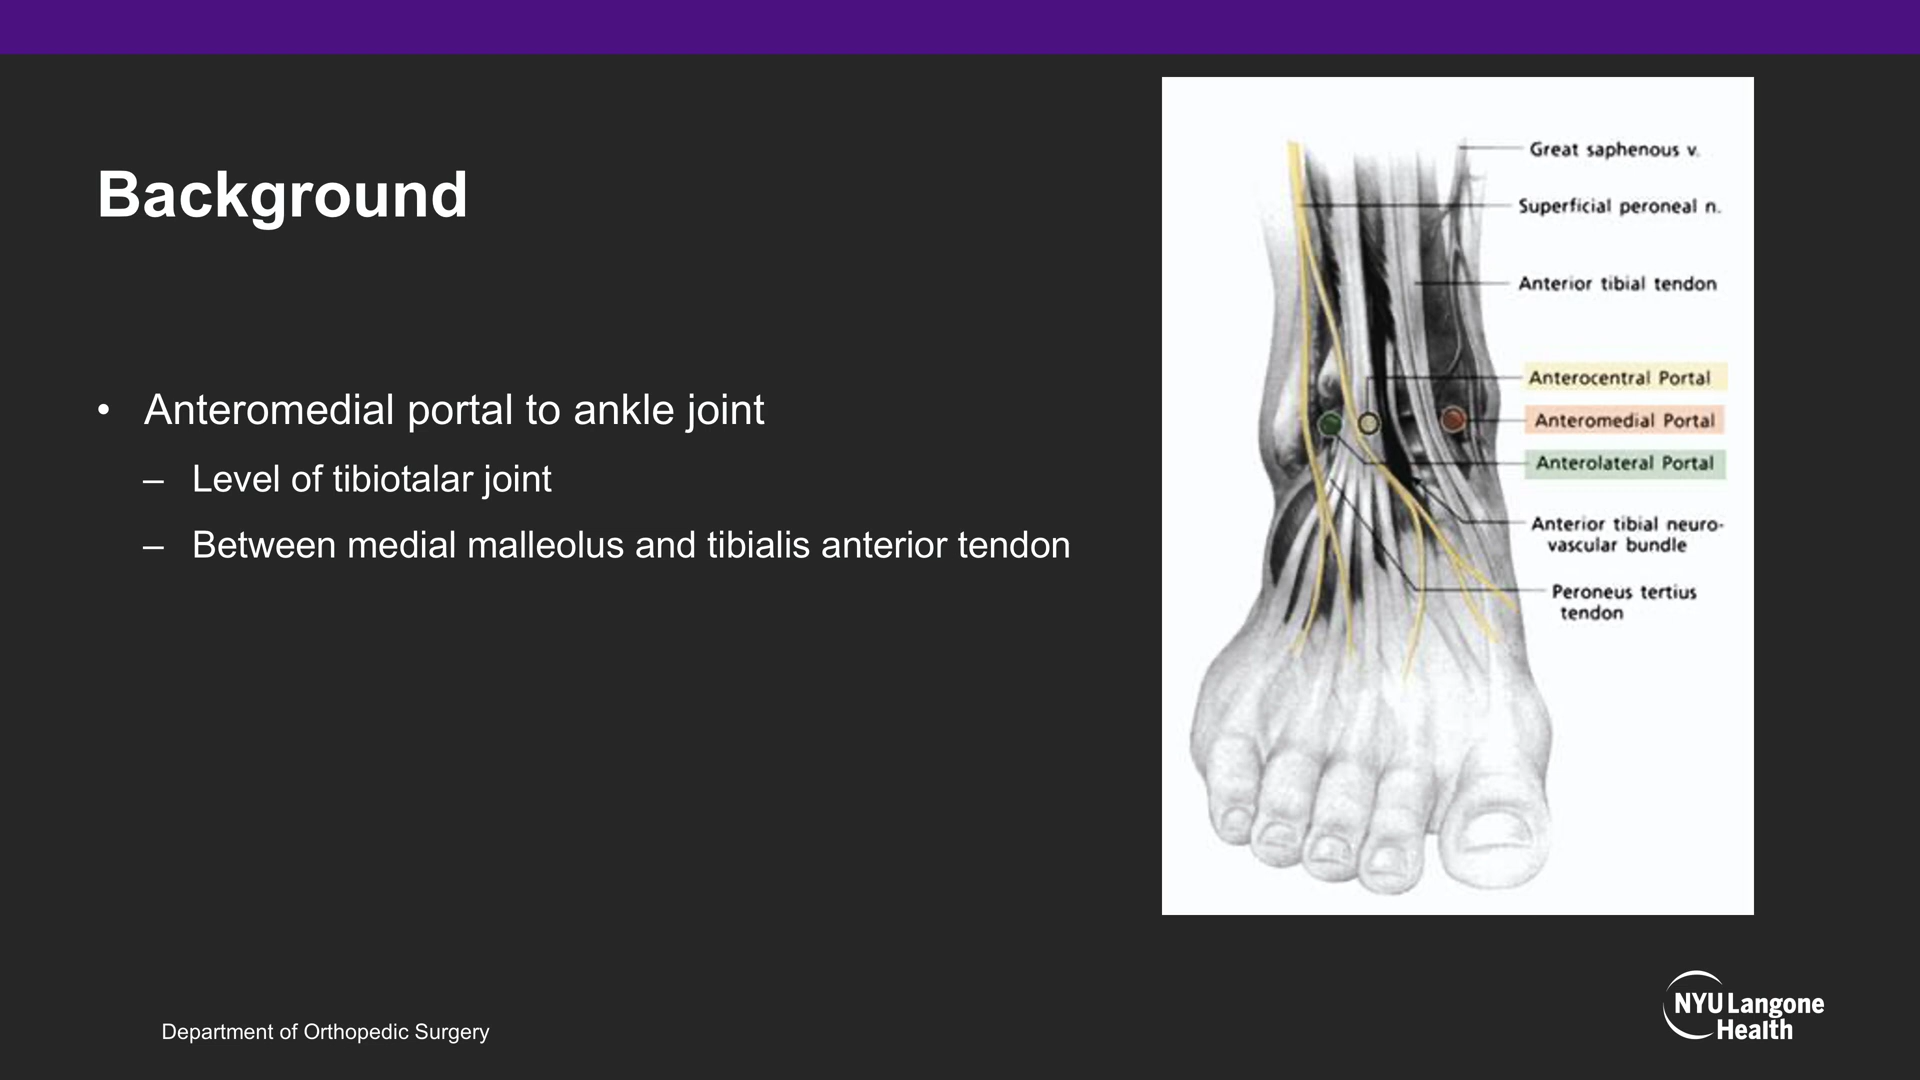 Background
• Anteromedial portal to ankle joint
– Level of tibiotalar joint
– Between medial malleolus and tibialis anterior tendon
Great saphenous v.
Superficial peroneal n.
Anterior tibial tendon
Anterocentral Portal
Anteromedial Portal
Anterolateral Portal
Anterior tibial neuro-
vascular bundle
Peroneus tertius
tendon
Department of Orthopedic Surgery
NYU Langone
Health